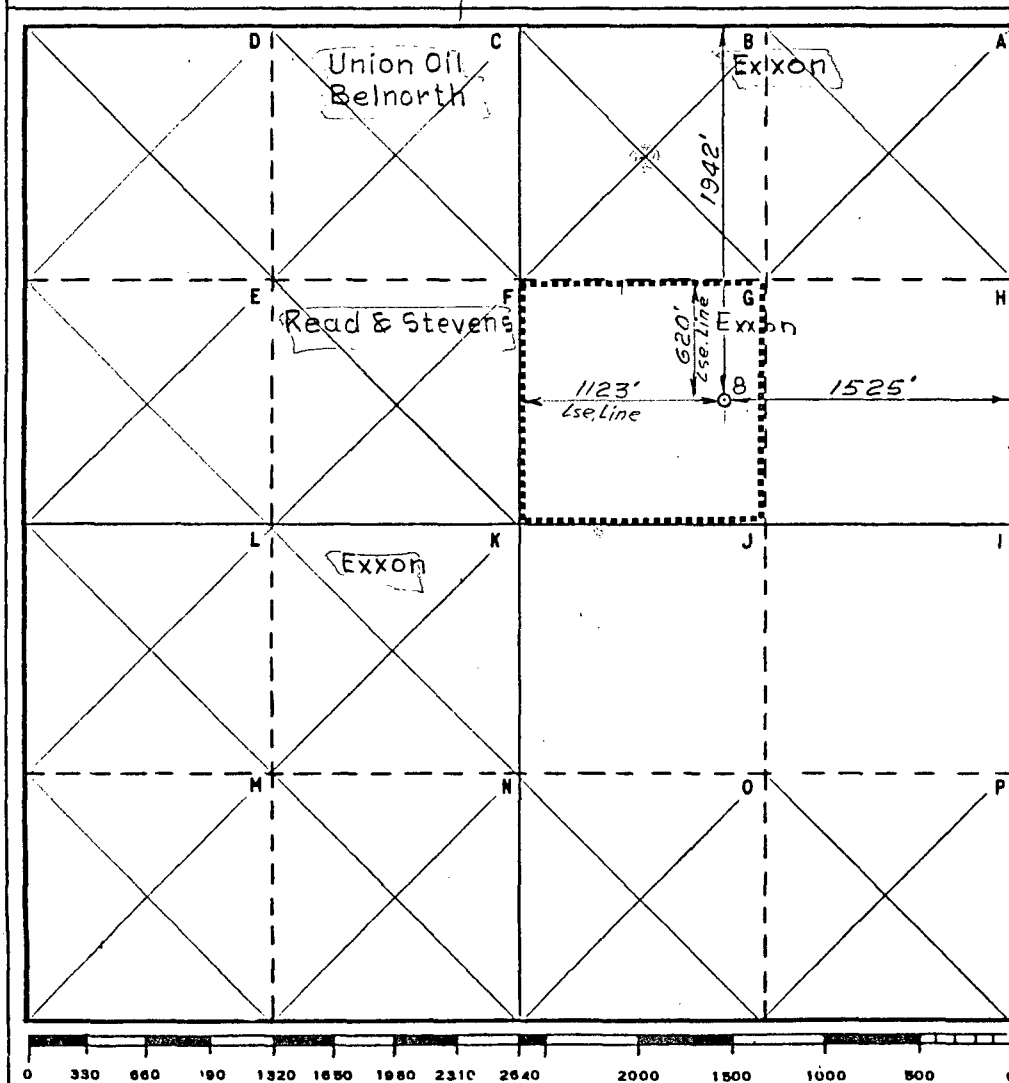 D
C
B
A
Union Oil
Belnorth
Exxon
1942'
E
F
G
H
Read & Stevens
620'
Lse. Line
Exxon
1123'
Lse, Line
8
1525'
L
K
J
I
Exxon
M
N
O
P
0 330 660 990 1320 1650 1980 2310 2640 2000 1500 1000 500